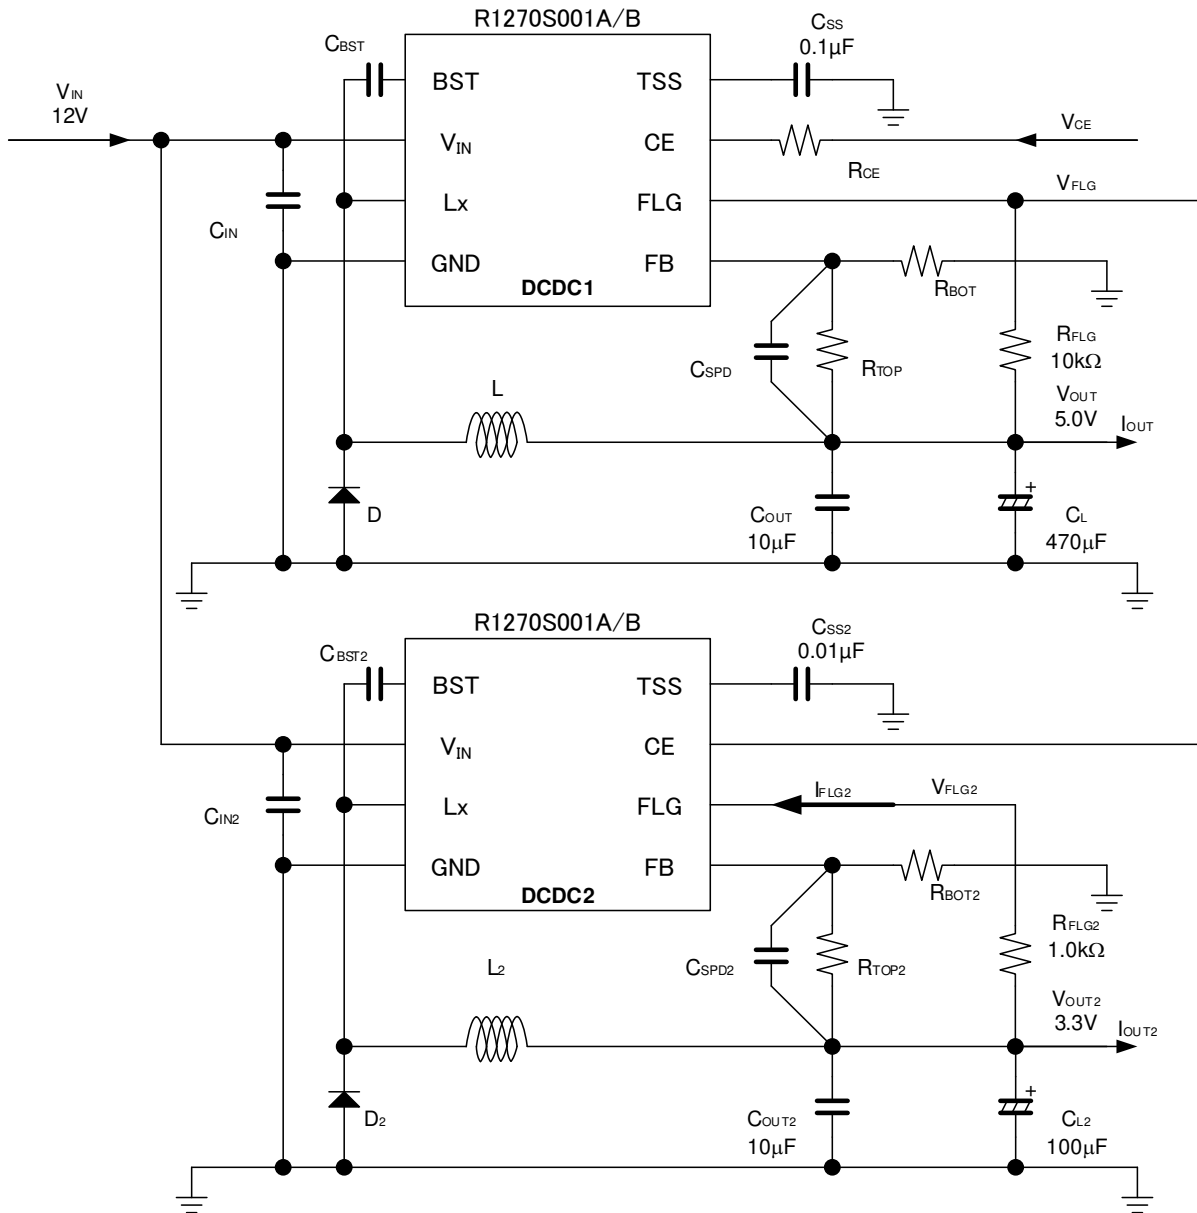 R1270S001A/B
CBST
CSS
0.1µF
BST
TSS
VIN
12V
VIN
CE
VCE
RCE
Lx
FLG
VFLG
CIN
GND
FB
DCDC1
RBOT
CSPD
RTOP
RFLG
10kΩ
L
VOUT
5.0V
IOUT
D
COUT
10µF
CL
+
470µF
R1270S001A/B
CBST2
CSS2
0.01µF
BST
TSS
VIN
CE
CIN2
Lx
FLG
IFLG2
VFLG2
GND
FB
DCDC2
RBOT2
CSPD2
RTOP2
RFLG2
1.0kΩ
L2
VOUT2
3.3V
IOUT2
D2
COUT2
10µF
CL2
+
100µF